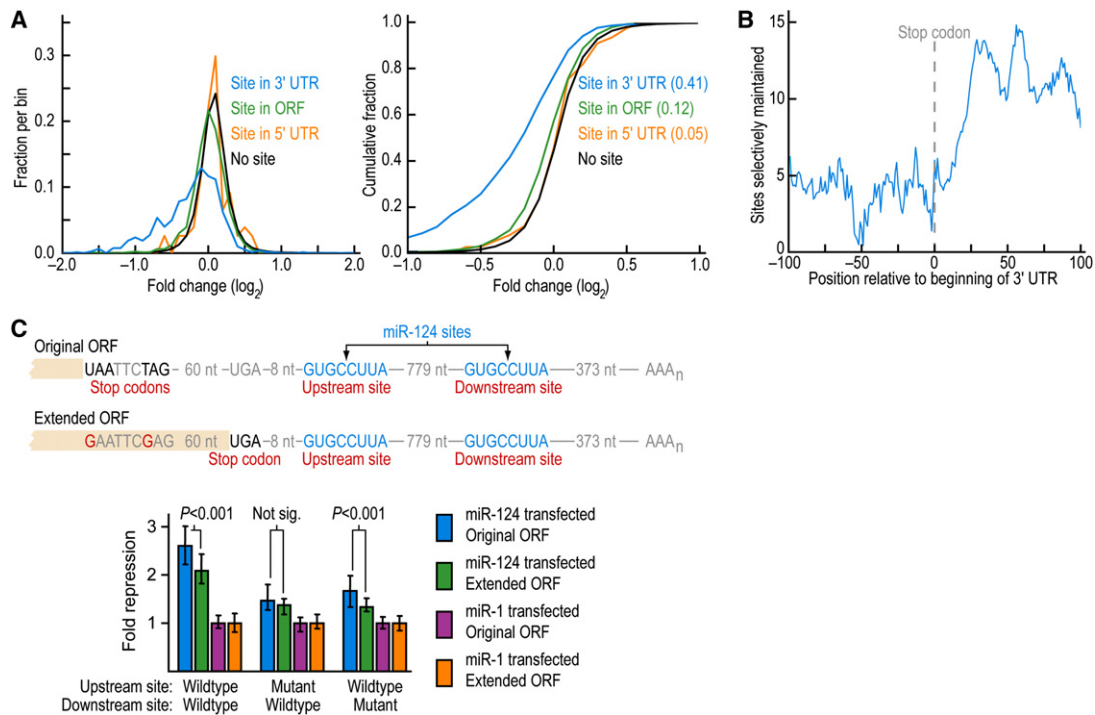 A
Fraction per bin
0.3
0.2
0.1
0.0
−2.0
−1.0
0.0
1.0
2.0
Fold change (log2)
Site in 3' UTR
Site in ORF
Site in 5' UTR
No site
Cumulative fraction
1.0
0.8
0.6
0.4
0.2
0.0
−1.0
−0.5
0.0
0.5
1.0
Fold change (log2)
Site in 3' UTR (0.41)
Site in ORF (0.12)
Site in 5' UTR (0.05)
No site
B
Sites selectively maintained
15
10
5
0
Stop codon
−100
−50
0
50
100
Position relative to beginning of 3' UTR
C
miR-124 sites
Original ORF
UAATTCTAG– 60 nt –UGA–8 nt–GUGCCUUA—779 nt—GUGCCUUA—373 nt— AAAn
Stop codons Upstream site Downstream site
Extended ORF
GAATTCGAG 60 nt UGA–8 nt–GUGCCUUA—779 nt—GUGCCUUA—373 nt— AAAn
Stop codon Upstream site Downstream site
Fold repression
3
2
1
P<0.001
Not sig.
P<0.001
Upstream site: Wildtype Mutant Wildtype
Downstream site: Wildtype Wildtype Mutant
miR-124 transfected
Original ORF
miR-124 transfected
Extended ORF
miR-1 transfected
Original ORF
miR-1 transfected
Extended ORF